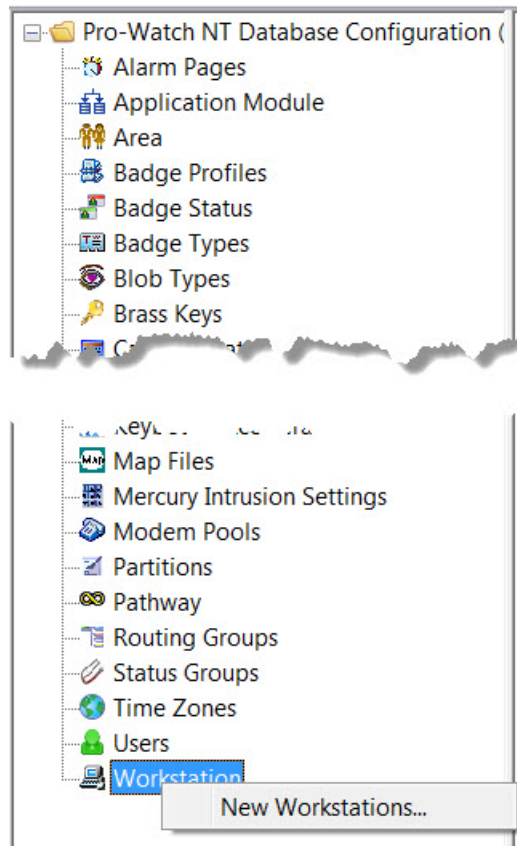 Pro-Watch NT Database Configuration (
Alarm Pages
Application Module
Area
Badge Profiles
Badge Status
Badge Types
Blob Types
Brass Keys
Map Files
Mercury Intrusion Settings
Modem Pools
Partitions
Pathway
Routing Groups
Status Groups
Time Zones
Users
Workstation
New Workstations...